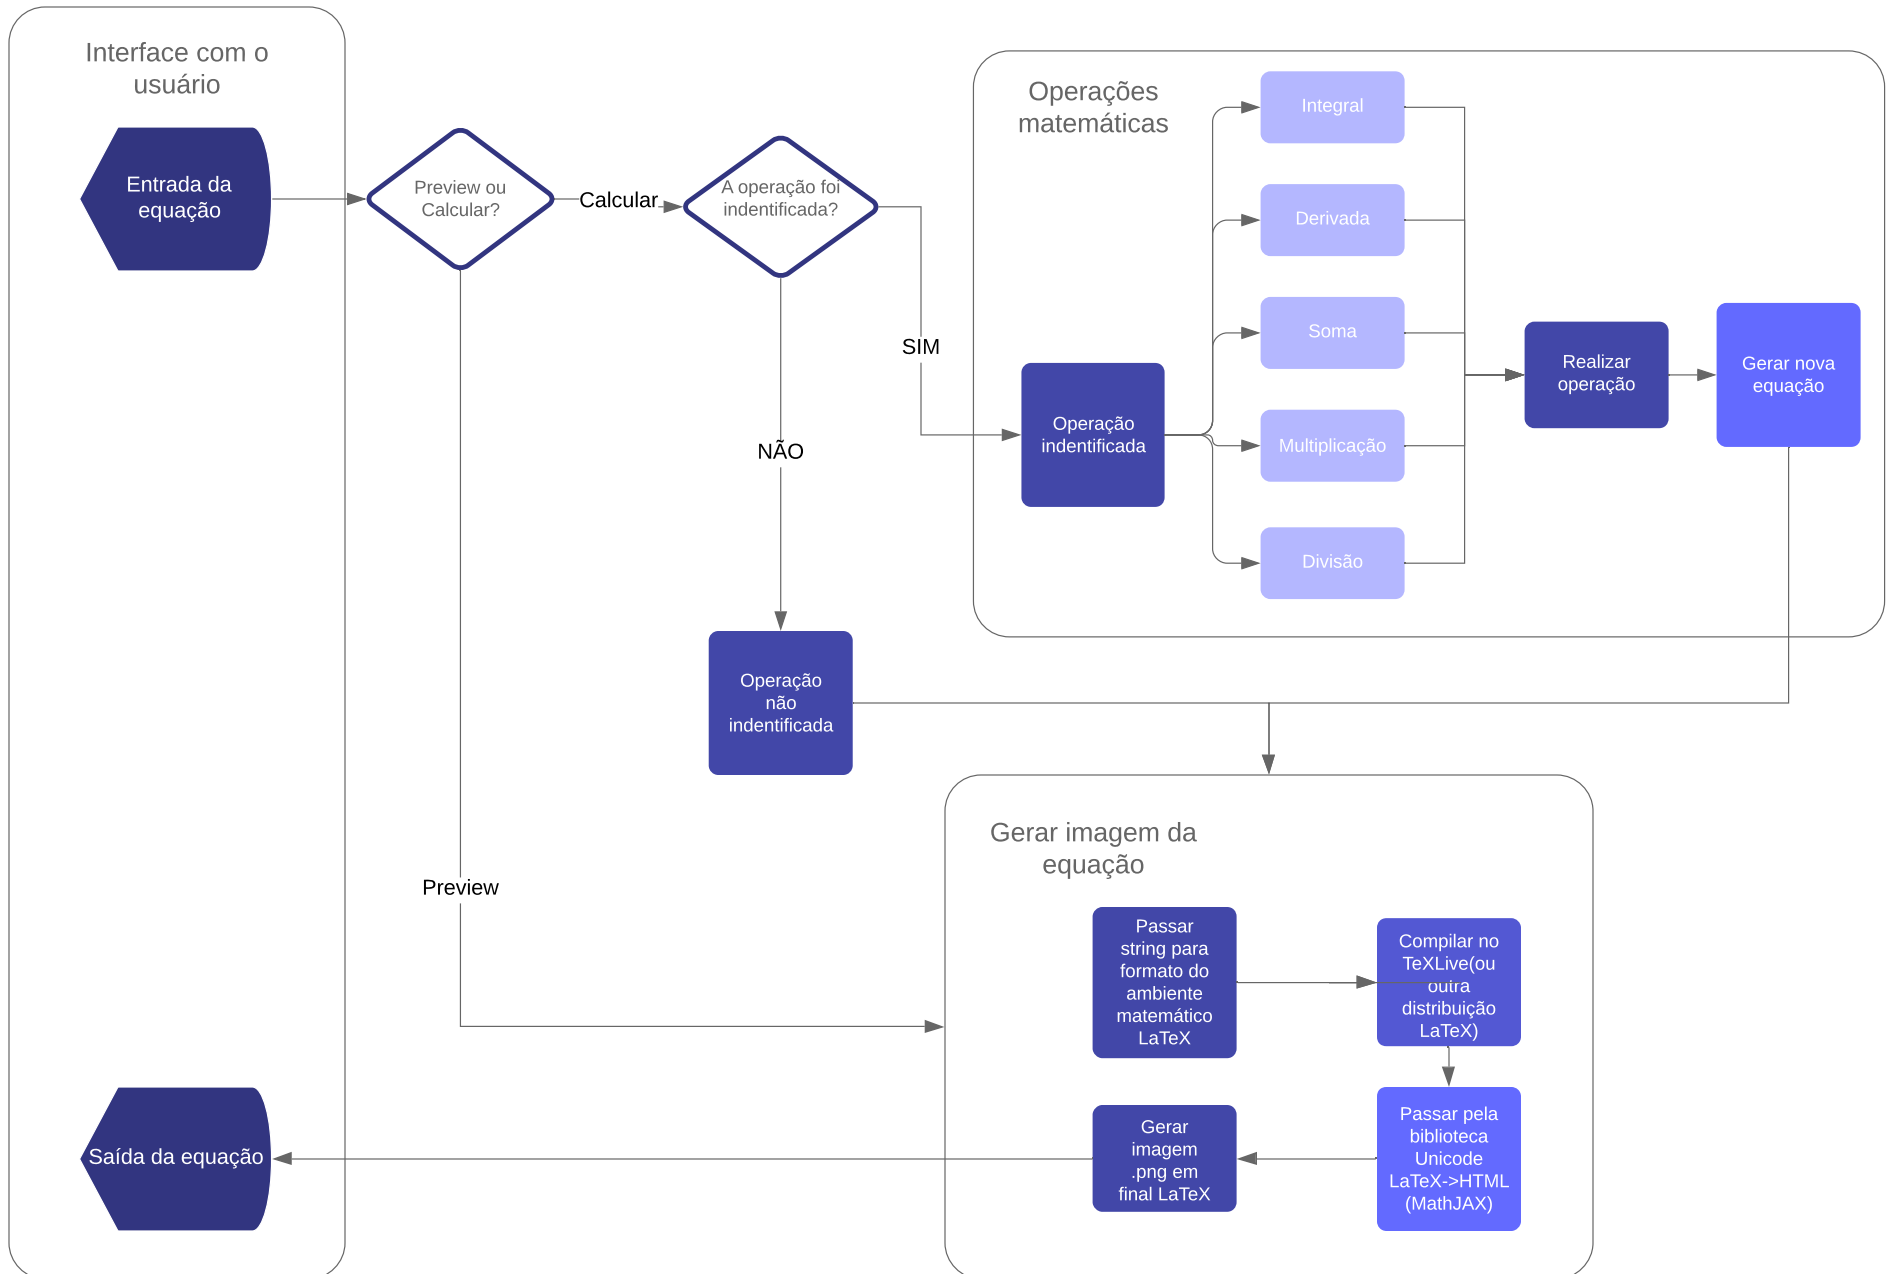 Interface com o
usuário
Entrada da
equação
Preview ou
Calcular?
Calcular
A operação foi
indentificada?
SIM
NÃO
Preview
Operações
matemáticas
Operação
indentificada
Integral
Derivada
Soma
Multiplicação
Divisão
Realizar
operação
Gerar nova
equação
Operação
não
indentificada
Gerar imagem da
equação
Passar
string para
formato do
ambiente
matemático
LaTeX
Compilar no
TeXLive(ou
outra
distribuição
LaTeX)
Passar pela
biblioteca
Unicode
LaTeX->HTML
(MathJAX)
Gerar
imagem
.png em
final LaTeX
Saída da equação